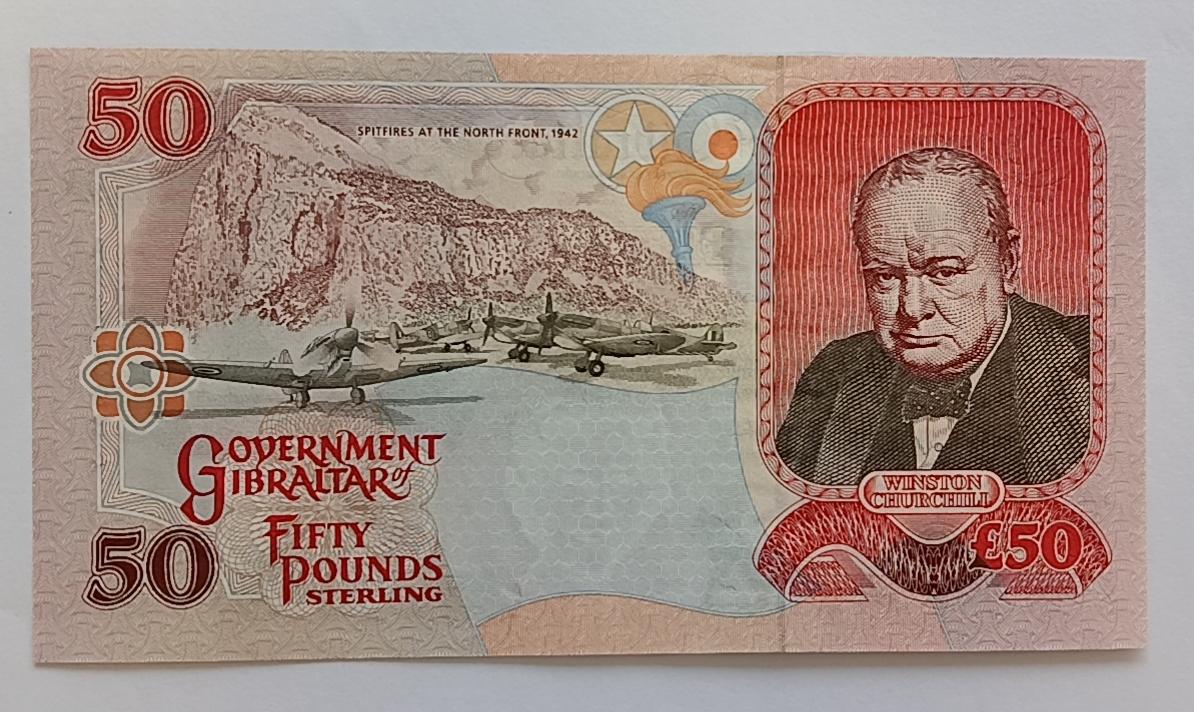 50
SPITFIRES AT THE NORTH FRONT, 1942
GOVERNMENT
of GIBRALTAR
FIFTY
POUNDS
STERLING
50
WINSTON
CHURCHILL
£50